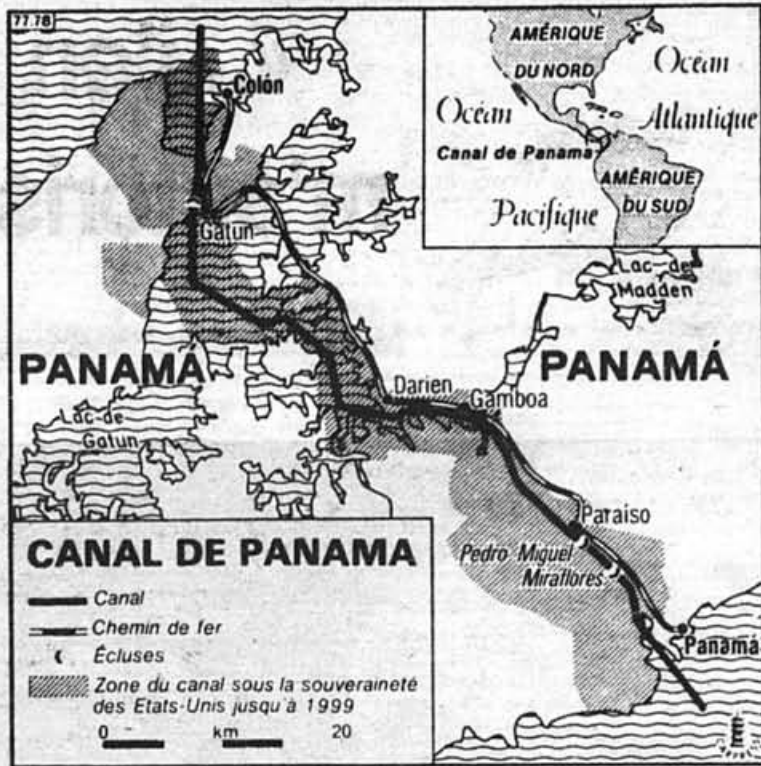 77.78
AMÉRIQUE
DU NORD
Océan
Atlantique
Océan
Canal de Panama
AMÉRIQUE
DU SUD
Pacifique
Colón
Gatun
Lac-de-
Madden
PANAMÁ
PANAMÁ
Darien
Gamboa
Lac-de
Gatun
Paraiso
Pedro Miguel
Miraflores
Panamá
CANAL DE PANAMA
Canal
Chemin de fer
Écluses
Zone du canal sous la souveraineté
des Etats-Unis jusqu'à 1999
0 km 20